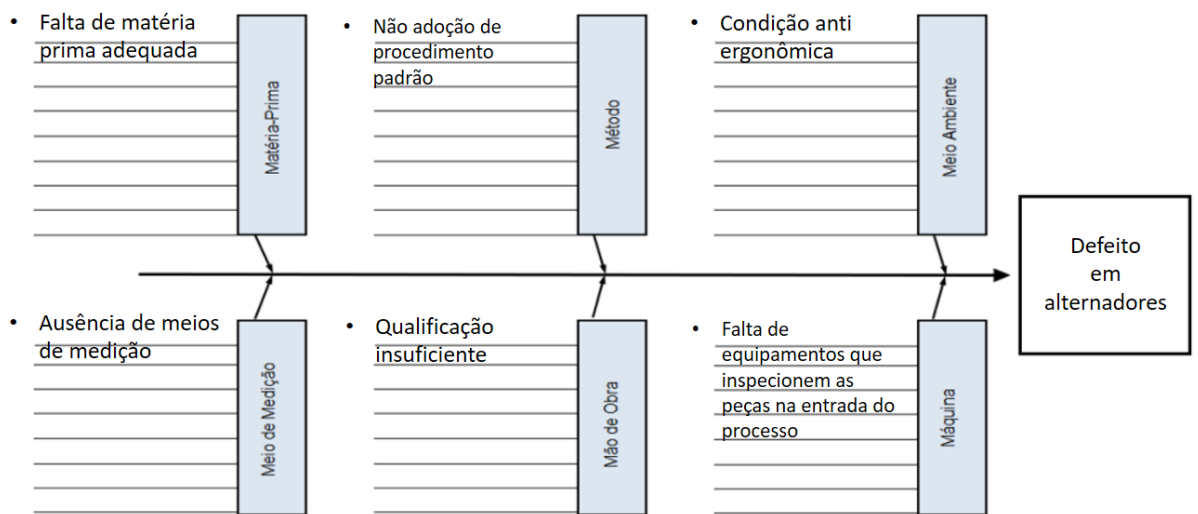 • Falta de matéria
prima adequada
Matéria-Prima
• Não adoção de
procedimento
padrão
Método
• Condição anti
ergonômica
Meio Ambiente
Defeito
em
alternadores
• Ausência de meios
de medição
Meio de Medição
• Qualificação
insuficiente
Mão de Obra
• Falta de
equipamentos que
inspecionem as
peças na entrada do
processo
Máquina